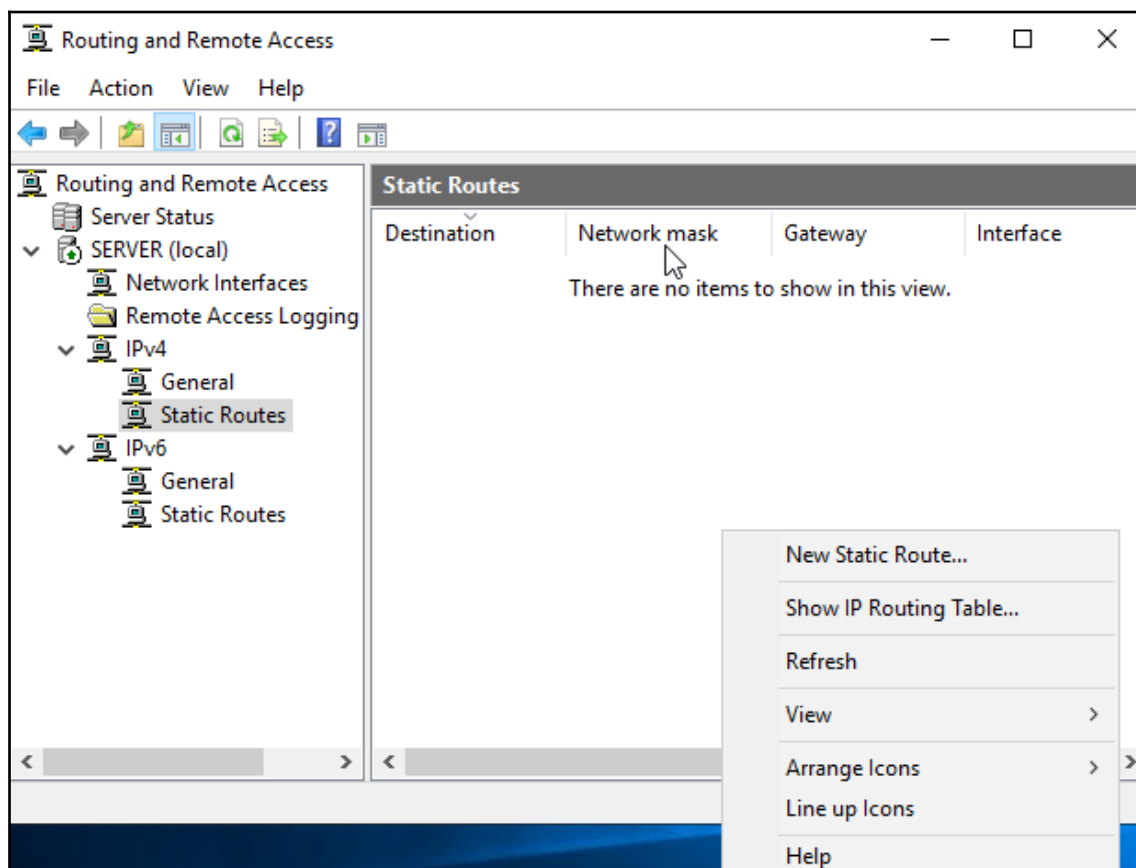 Routing and Remote Access
File Action View Help
Routing and Remote Access
Server Status
SERVER (local)
Network Interfaces
Remote Access Logging
IPv4
General
Static Routes
IPv6
General
Static Routes
Static Routes
Destination Network mask Gateway Interface
There are no items to show in this view.
New Static Route...
Show IP Routing Table...
Refresh
View
Arrange Icons
Line up Icons
Help